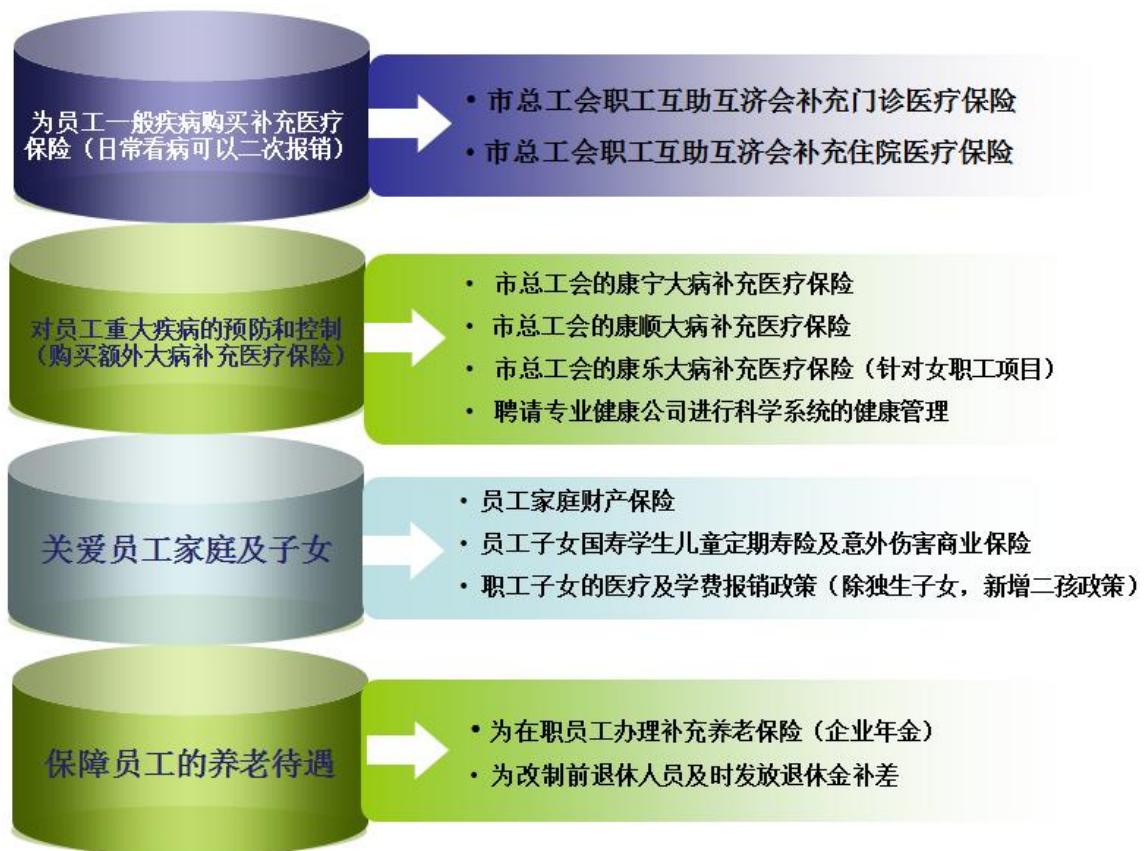 为员工一般疾病购买补充医疗
保险（日常看病可以二次报销）
• 市总工会职工互助互济会补充门诊医疗保险
• 市总工会职工互助互济会补充住院医疗保险
对员工重大疾病的预防和控制
（购买额外大病补充医疗保险）
• 市总工会的康宁大病补充医疗保险
• 市总工会的康顺大病补充医疗保险
• 市总工会的康乐大病补充医疗保险（针对女职工项目）
• 聘请专业健康公司进行科学系统的健康管理
关爱员工家庭及子女
• 员工家庭财产保险
• 员工子女国寿学生儿童定期寿险及意外伤害商业保险
• 职工子女的医疗及学费报销政策（除独生子女，新增二孩政策）
保障员工的养老待遇
• 为在职员工办理补充养老保险（企业年金）
• 为改制前退休人员及时发放退休金补差